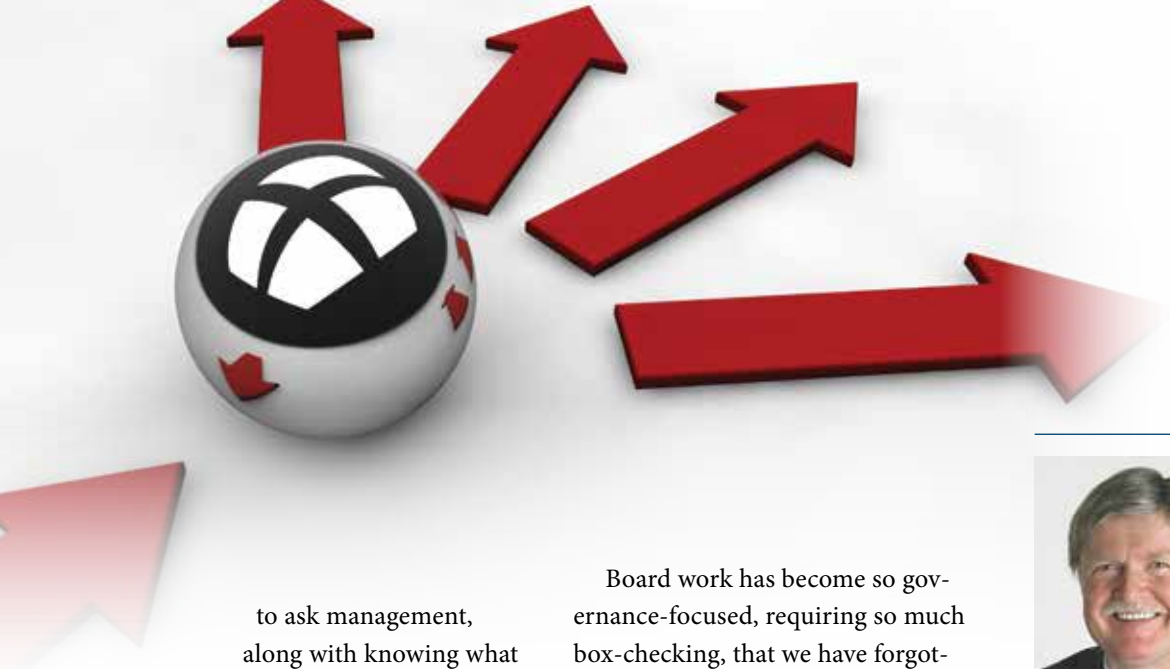 to ask management,
along with knowing what
Board work has become so gov-
ernance-focused, requiring so much
box-checking, that we have forgot-